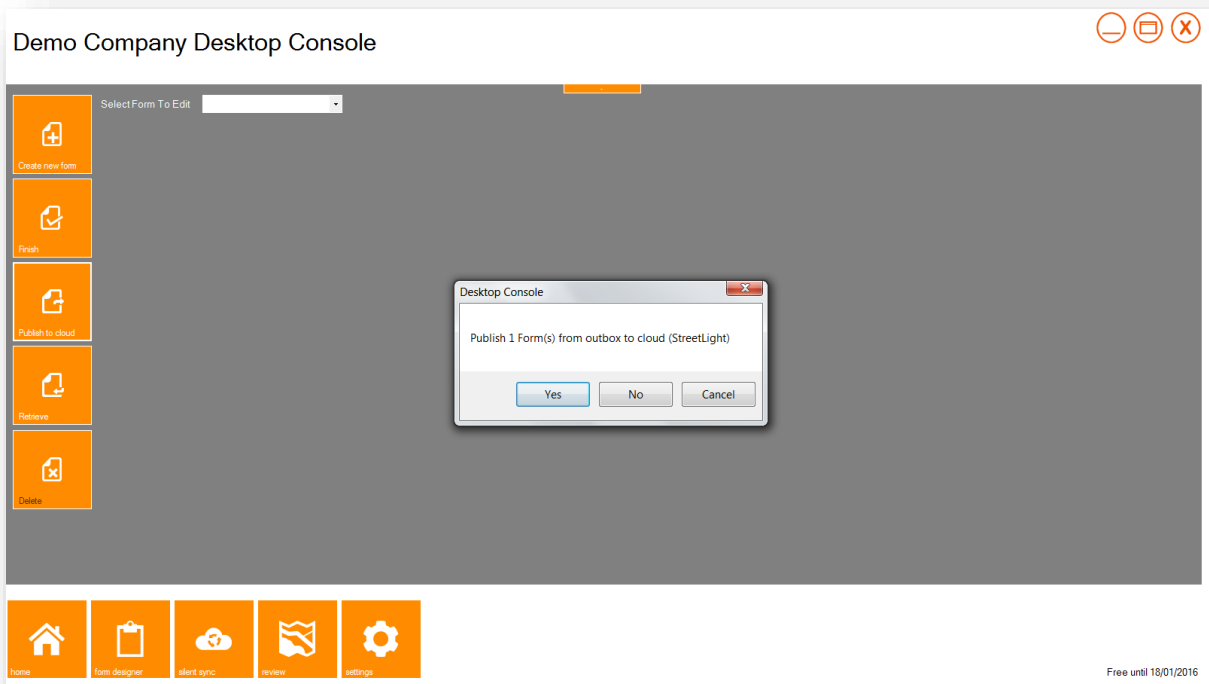 Demo Company Desktop Console
Select Form To Edit
Create new form
Finish
Publish to cloud
Retrieve
Delete
Desktop Console
Publish 1 Form(s) from outbox to cloud (StreetLight)
Yes No Cancel
home form designer silent sync review settings
Free until 18/01/2016